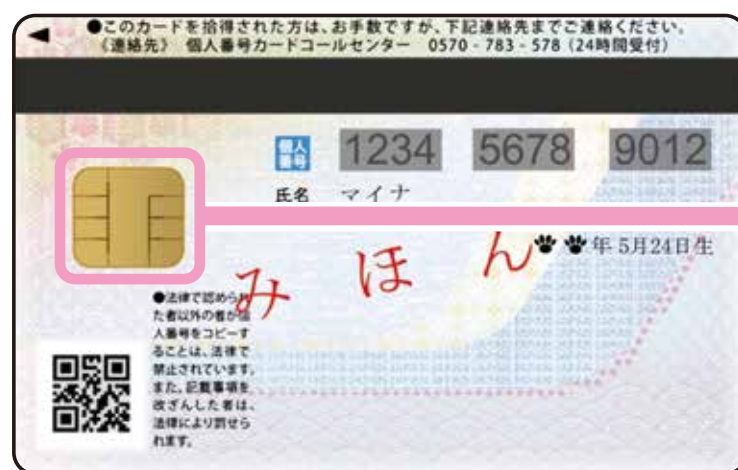 ●このカードを拾得された方は、お手数ですが、下記連絡先までご連絡ください。
《連絡先》 個人番号カードコールセンター 0570-783-578（24時間受付）
個人番号 1234 5678 9012
氏名 マイナ
🐾🐾年 5月24日生
みほん
●法律で認められ
た者以外の者が個
人番号をコピーす
ることは、法律で
禁止されています。
また、記載事項を
改ざんした者は、
法律により罰せら
れます。